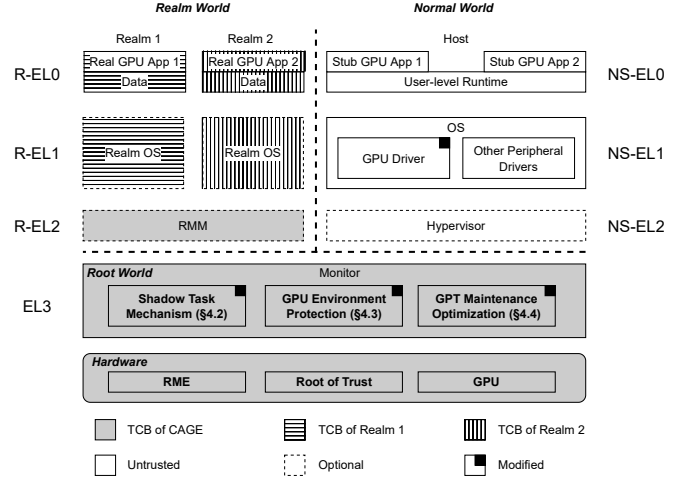 Realm World
Normal World
Realm 1
Realm 2
Host
R-EL0
Real GPU App 1
Data
Real GPU App 2
Data
Stub GPU App 1
Stub GPU App 2
User-level Runtime
NS-EL0
R-EL1
Realm OS
Realm OS
OS
GPU Driver
Other Peripheral
Drivers
NS-EL1
R-EL2
RMM
Hypervisor
NS-EL2
Root World
Monitor
EL3
Shadow Task
Mechanism (§4.2)
GPU Environment
Protection (§4.3)
GPT Maintenance
Optimization (§4.4)
Hardware
RME
Root of Trust
GPU
TCB of CAGE
TCB of Realm 1
TCB of Realm 2
Untrusted
Optional
Modified